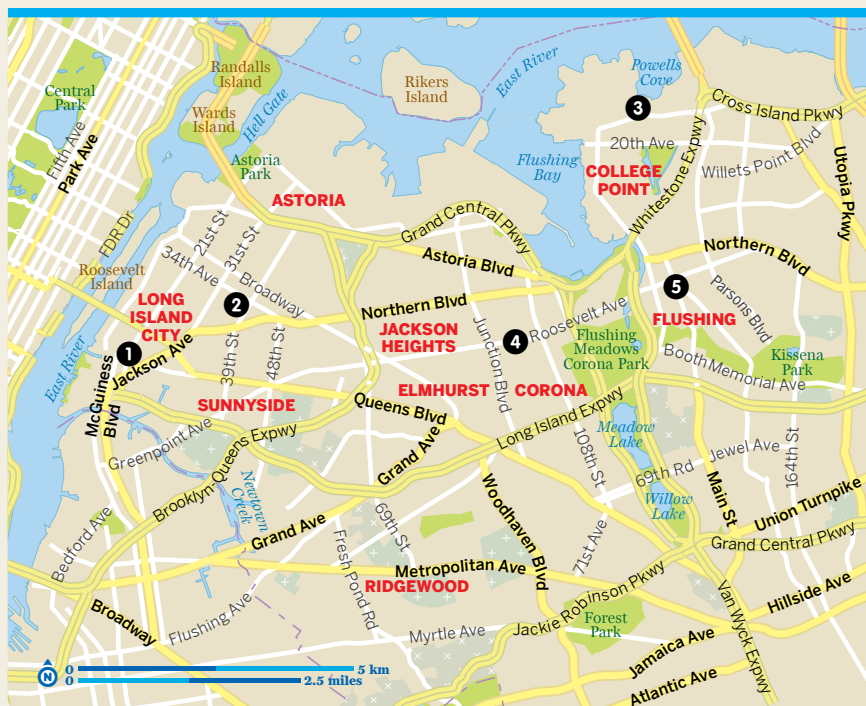 Randalls
Island
Central
Park
Rikers
Island
East River
Powells
Cove
3
Cross Island Pkwy
Wards
Island
Hell Gate
Fifth Ave
Park Ave
20th Ave
Willets Point Blvd
Flushing
Bay
COLLEGE
POINT
Whitestone Expwy
Utopia Pkwy
Astoria
Park
ASTORIA
FDR Dr
21st St
31st St
Grand Central Pkwy
Astoria Blvd
Northern Blvd
34th Ave
Broadway
Roosevelt
Island
LONG
ISLAND
CITY
2
Northern Blvd
5
Parsons Blvd
FLUSHING
Roosevelt Ave
JACKSON
HEIGHTS
Junction Blvd
4
Flushing
Meadows
Corona Park
Booth Memorial Ave
Kissena
Park
East River
1
Jackson Ave
39th St
48th St
McGuiness
Blvd
SUNNYSIDE
ELMHURST
CORONA
Queens Blvd
Greenpoint Ave
Brooklyn-Queens Expwy
Grand Ave
Long Island Expwy
Meadow
Lake
108th St
69th Rd
Jewel Ave
164th St
Newtown
Creek
Willow
Lake
Main St
Union Turnpike
Grand Central Pkwy
Bedford Ave
Grand Ave
69th St
Fresh Pond Rd
Woodhaven Blvd
71st Ave
Metropolitan Ave
RIDGEWOOD
Broadway
Flushing Ave
Myrtle Ave
Jackie Robinson Pkwy
Forest
Park
Van Wyck Expwy
Hillside Ave
Jamaica Ave
Atlantic Ave
N
0 5 km
0 2.5 miles